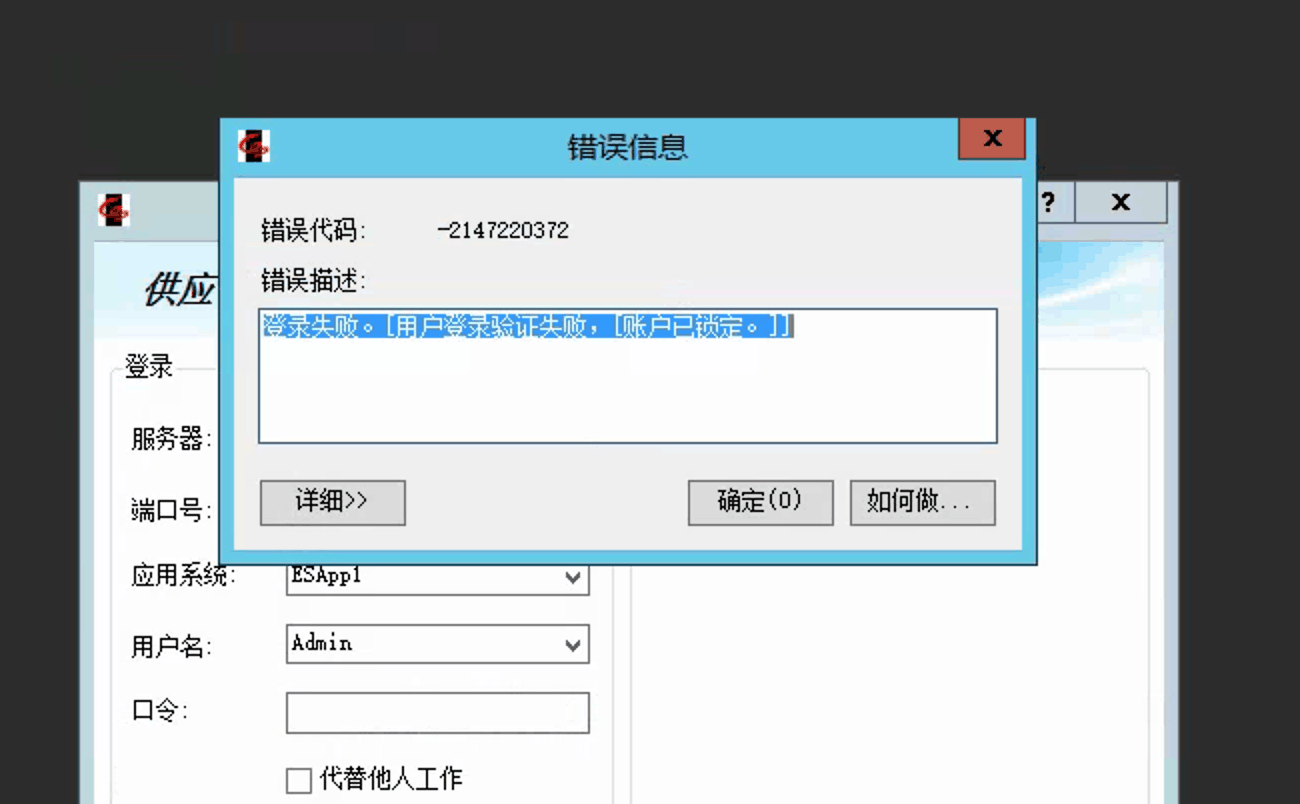 错误信息
X
错误代码: -2147220372
错误描述:
登录失败。[用户登录验证失败，[账户已锁定。]]
详细>>
确定(O)
如何做...
? X
供应
登录
服务器:
端口号:
应用系统: ESApp1
用户名: Admin
口令:
代替他人工作